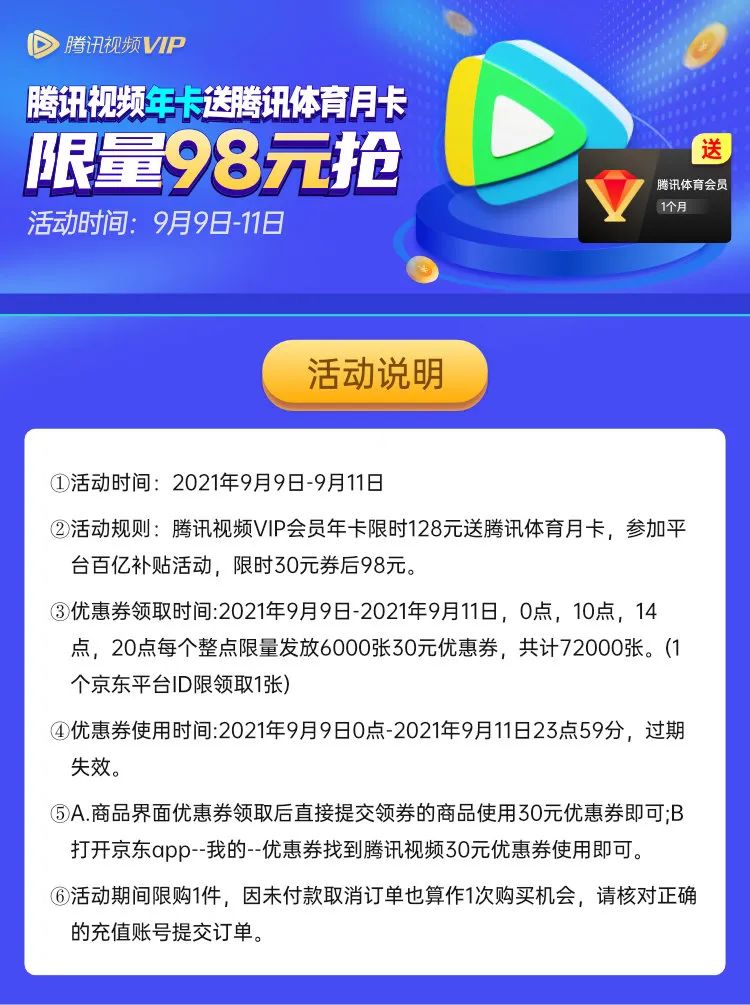 腾讯视频VIP
腾讯视频年卡送腾讯体育月卡
限量98元抢
活动时间：9月9日-11日
送
腾讯体育会员
1个月
活动说明
①活动时间：2021年9月9日-9月11日
②活动规则：腾讯视频VIP会员年卡限时128元送腾讯体育月卡，参加平
台百亿补贴活动，限时30元券后98元。
③优惠券领取时间:2021年9月9日-2021年9月11日，0点，10点，14
点，20点每个整点限量发放6000张30元优惠券，共计72000张。(1
个京东平台ID限领取1张)
④优惠券使用时间:2021年9月9日0点-2021年9月11日23点59分，过期
失效。
⑤A.商品界面优惠券领取后直接提交领券的商品使用30元优惠券即可;B
打开京东app--我的--优惠券找到腾讯视频30元优惠券使用即可。
⑥活动期间限购1件，因未付款取消订单也算作1次购买机会，请核对正确
的充值账号提交订单。